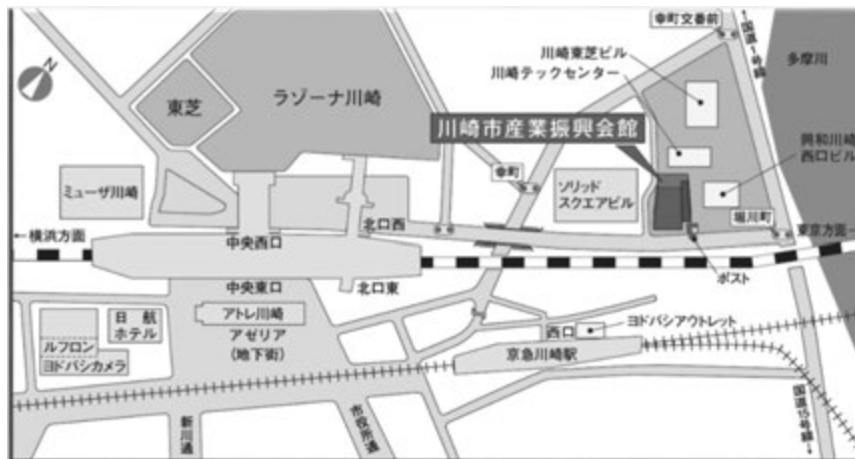 幸町交番前
↑国道1号線
多摩川
川崎東芝ビル
川崎テックセンター
ラゾーナ川崎
東芝
川崎市産業振興会館
興和川崎
西口ビル
幸町
ミューザ川崎
ソリッド
スクエアビル
北口西
堀川町
←横浜方面
中央西口
東京方面→
中央東口
北口東
ポスト
日航
ホテル
アトレ川崎
アゼリア
(地下街)
西口
ヨドバシアウトレット
ルフロン
ヨドバシカメラ
京急川崎駅
新川通
市役所通
国道15号線↓